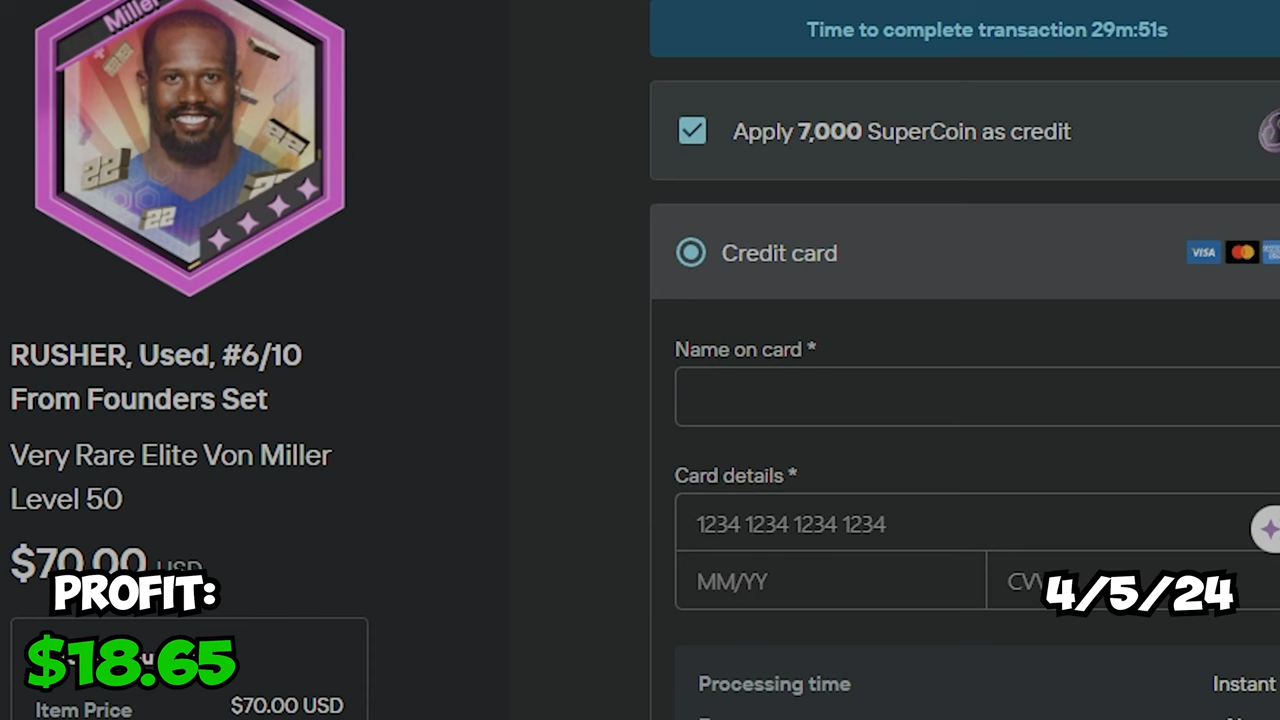 Miller
22
22
RUSHER, Used, #6/10
From Founders Set
Very Rare Elite Von Miller
Level 50
$70.00 USD
PROFIT:
$18.65
Item Price
$70.00 USD
Time to complete transaction 29m:51s
Apply 7,000 SuperCoin as credit
Credit card
VISA
Name on card *
Card details *
1234 1234 1234 1234
MM/YY
4/5/24
Processing time
Instant